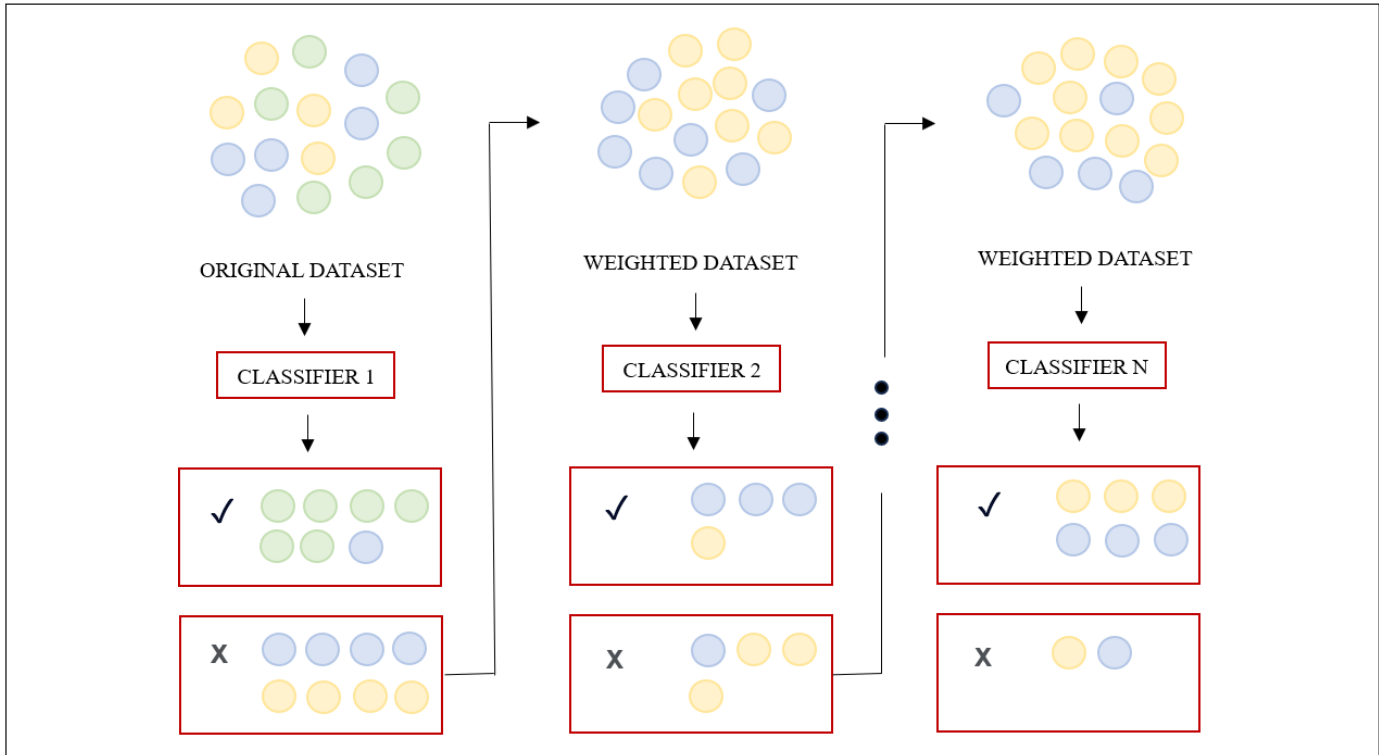 ORIGINAL DATASET
WEIGHTED DATASET
WEIGHTED DATASET
CLASSIFIER 1
CLASSIFIER 2
CLASSIFIER N
✓
✓
✓
X
X
X